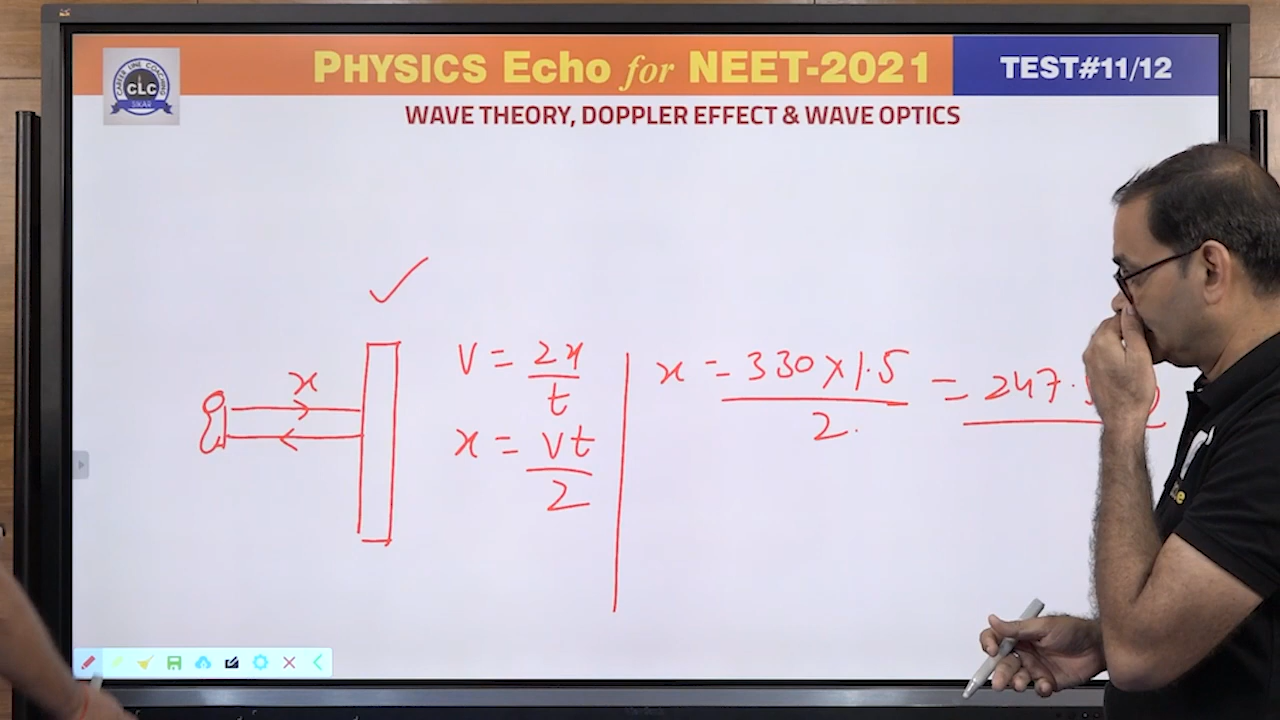 PHYSICS Echo for NEET-2021
TEST#11/12
CAREER LINE COACHING
CLC
SIKAR
WAVE THEORY, DOPPLER EFFECT & WAVE OPTICS
x
v = 2x / t
x = vt / 2
x = 330 x 1.5 / 2. = 247.